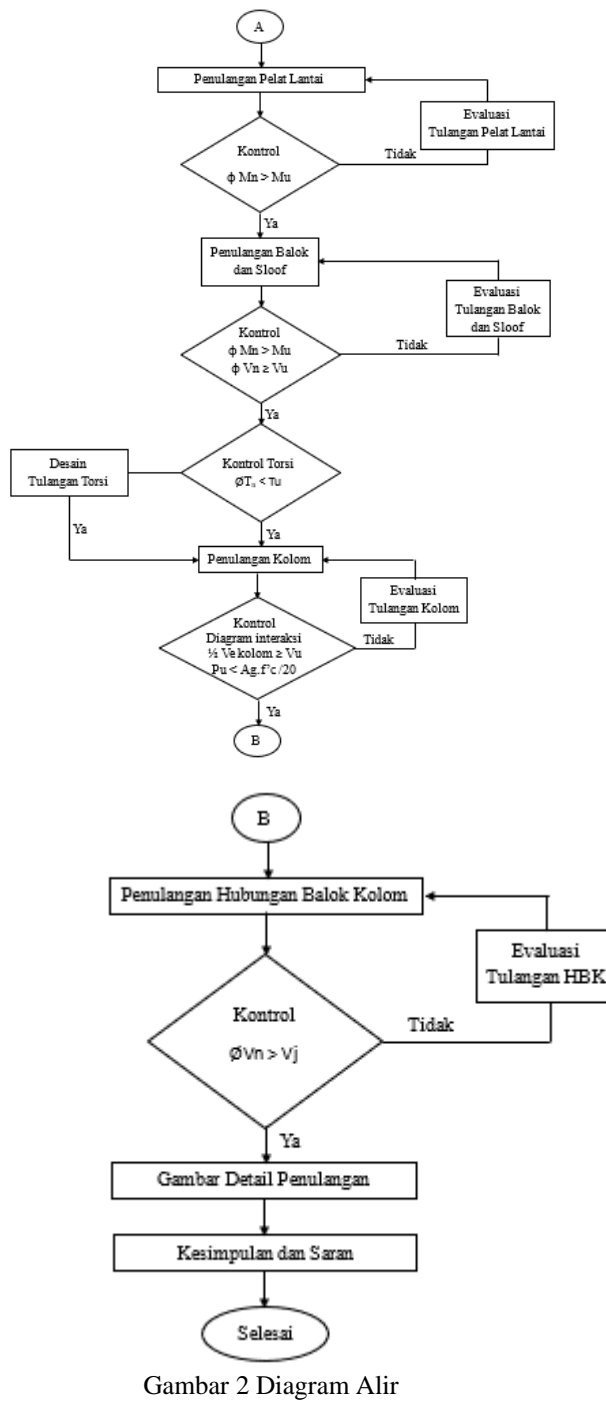 A
Penulangan Pelat Lantai
Evaluasi
Tulangan Pelat Lantai
Kontrol
ϕ Mn > Mu
Tidak
Ya
Penulangan Balok
dan Sloof
Evaluasi
Tulangan Balok
dan Sloof
Kontrol
ϕ Mn > Mu
ϕ Vn ≥ Vu
Tidak
Ya
Desain
Tulangan Torsi
Kontrol Torsi
ØTₙ < τu
Ya
Ya
Penulangan Kolom
Evaluasi
Tulangan Kolom
Kontrol
Diagram interaksi
½ Ve kolom ≥ Vu
Pu < Ag.f'c/20
Tidak
Ya
B
B
Penulangan Hubungan Balok Kolom
Evaluasi
Tulangan HBK
Kontrol
ØVn > Vj
Tidak
Ya
Gambar Detail Penulangan
Kesimpulan dan Saran
Selesai
Gambar 2 Diagram Alir